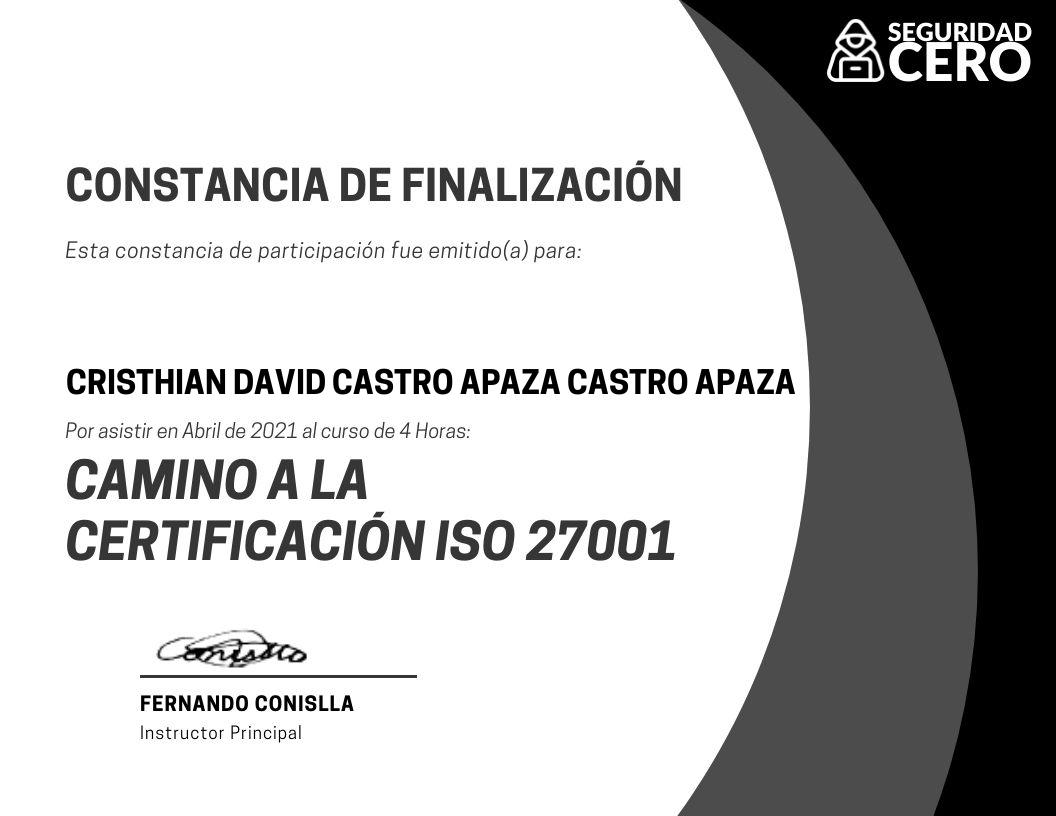 SEGURIDAD
CERO
CONSTANCIA DE FINALIZACIÓN
Esta constancia de participación fue emitido(a) para:
CRISTHIAN DAVID CASTRO APAZA CASTRO APAZA
Por asistir en Abril de 2021 al curso de 4 Horas:
CAMINO A LA
CERTIFICACIÓN ISO 27001
Conislla
FERNANDO CONISLLA
Instructor Principal